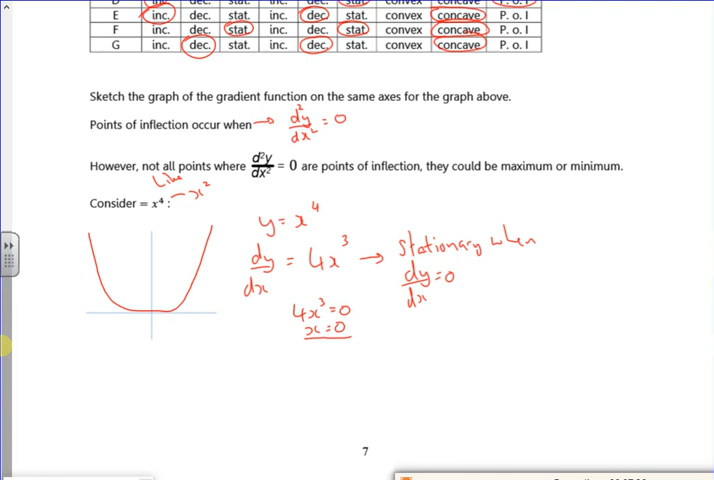 E inc. dec. stat. inc. dec. stat. convex concave P. o. I
F inc. dec. stat. inc. dec. stat. convex concave P. o. I
G inc. dec. stat. inc. dec. stat. convex concave P. o. I
Sketch the graph of the gradient function on the same axes for the graph above.
Points of inflection occur when → d²y/dx² = 0
However, not all points where d²y/dx² = 0 are points of inflection, they could be maximum or minimum.
Like x²
Consider = x⁴:
y = x⁴
dy/dx = 4x³ → Stationary when
dy/dx = 0
4x³ = 0
x = 0
7